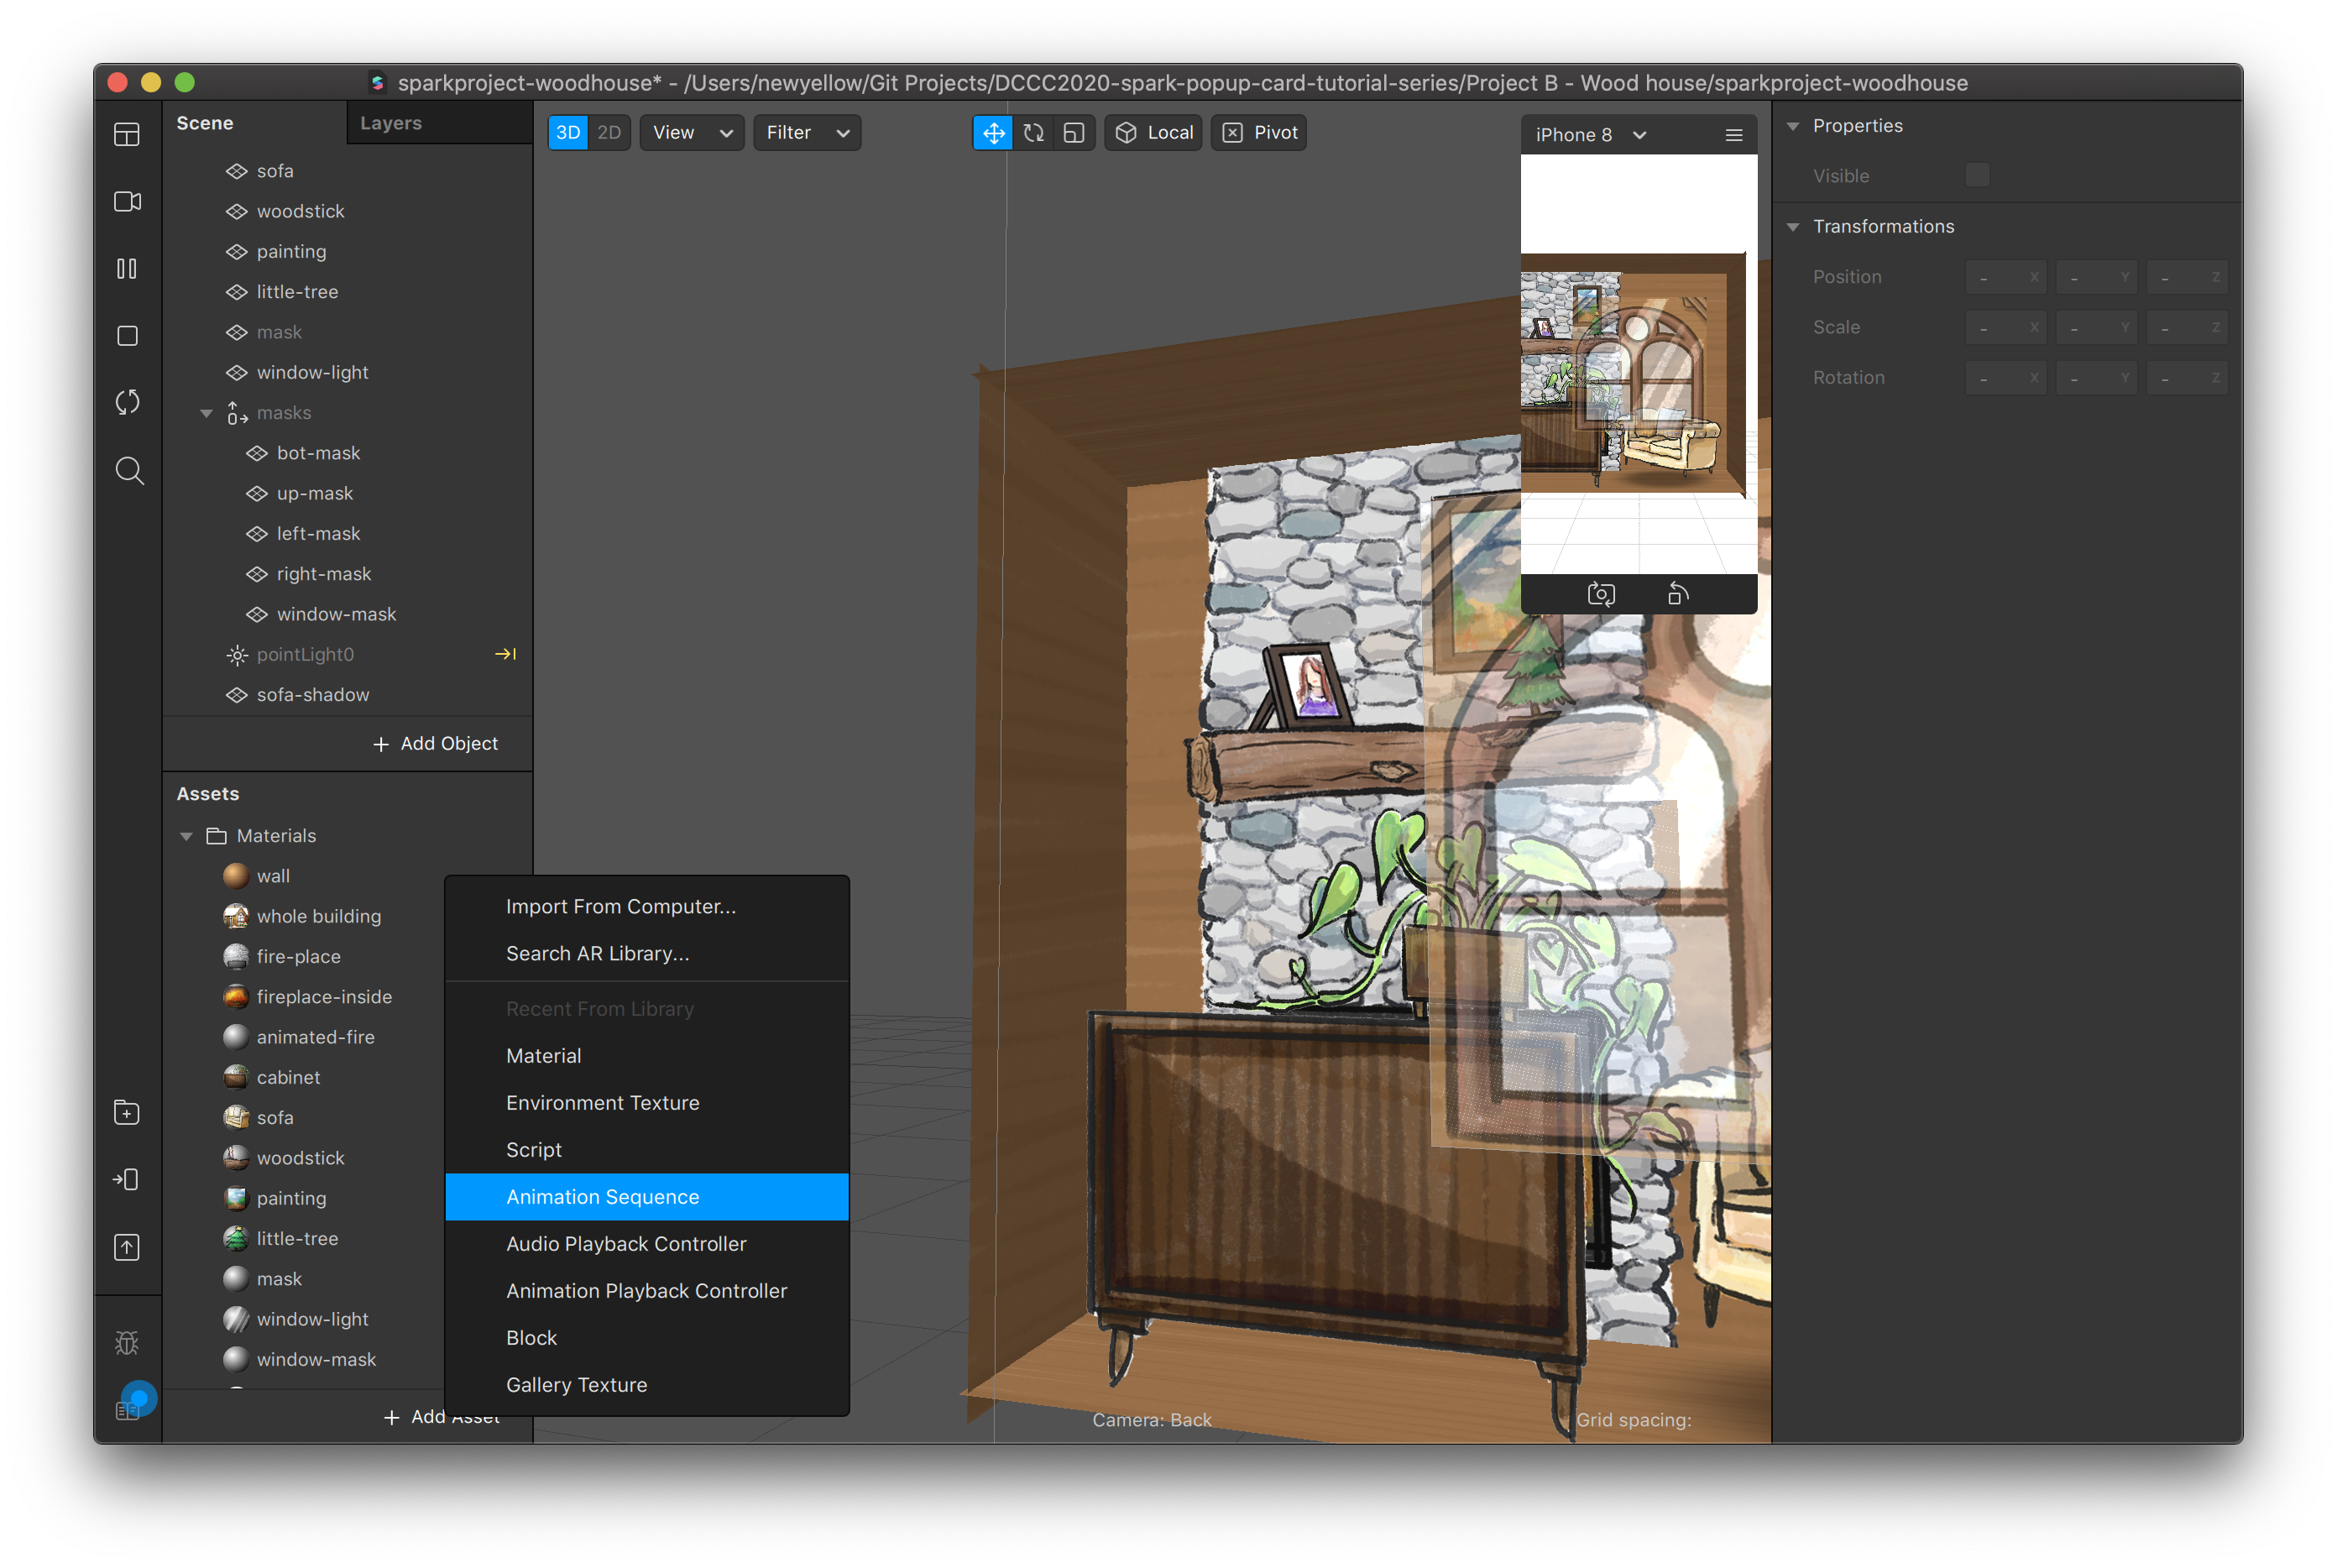 sparkproject-woodhouse* - /Users/newyellow/Git Projects/DCCC2020-spark-popup-card-tutorial-series/Project B - Wood house/sparkproject-woodhouse
Scene
Layers
sofa
woodstick
painting
little-tree
mask
window-light
masks
bot-mask
up-mask
left-mask
right-mask
window-mask
pointLight0
sofa-shadow
+ Add Object
Assets
Materials
wall
whole building
fire-place
fireplace-inside
animated-fire
cabinet
sofa
woodstick
painting
little-tree
mask
window-light
window-mask
+ Add Asset
Import From Computer...
Search AR Library...
Recent From Library
Material
Environment Texture
Script
Animation Sequence
Audio Playback Controller
Animation Playback Controller
Block
Gallery Texture
3D 2D View Filter
Local Pivot
iPhone 8
Camera: Back
Grid spacing:
Properties
Visible
Transformations
Position - X - Y - Z
Scale - X - Y - Z
Rotation - X - Y - Z